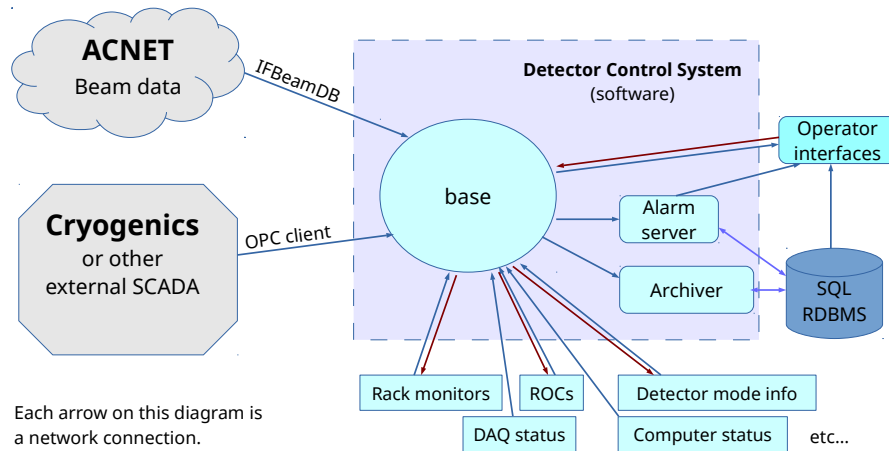 ACNET
Beam data
IFBeamDB
Detector Control System
(software)
Operator
interfaces
base
Cryogenics
or other
external SCADA
OPC client
Alarm
server
Archiver
SQL
RDBMS
Rack monitors
ROCs
Detector mode info
DAQ status
Computer status
etc...
Each arrow on this diagram is
a network connection.